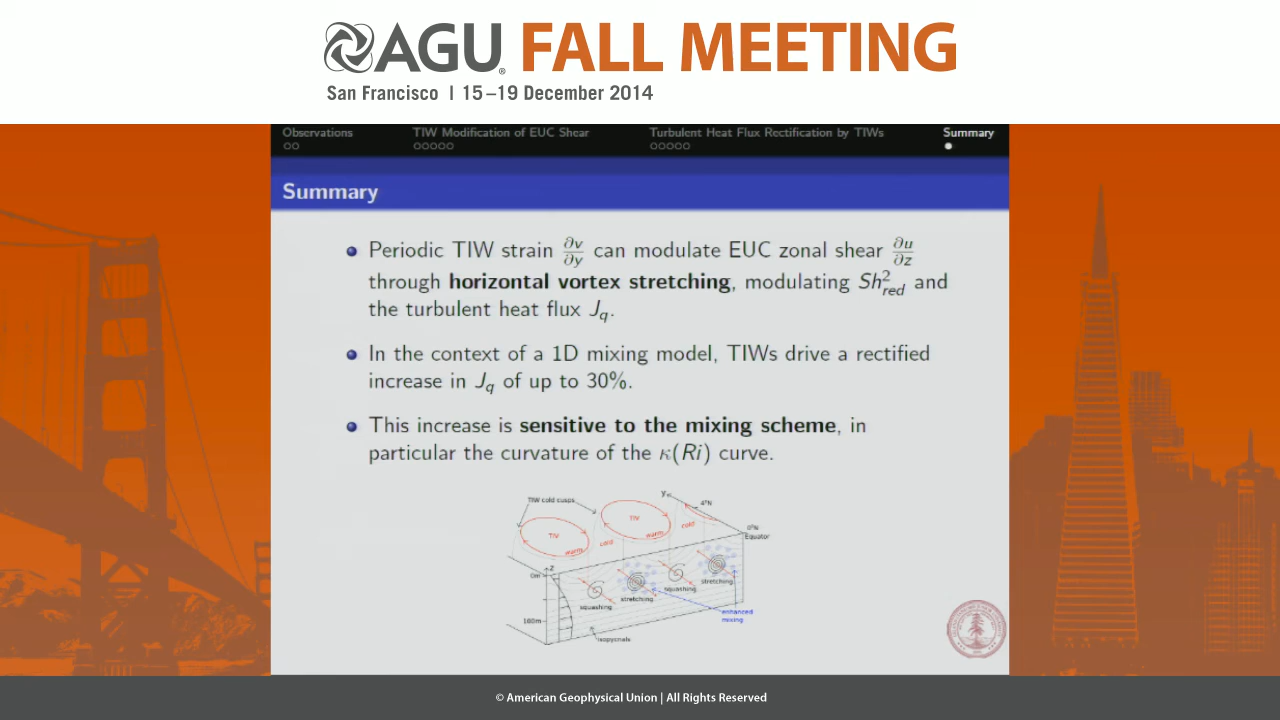 AGU FALL MEETING
San Francisco | 15–19 December 2014
Observations
TIW Modification of EUC Shear
Turbulent Heat Flux Rectification by TIWs
Summary
Summary
Periodic TIW strain ∂v/∂y can modulate EUC zonal shear ∂u/∂z
through horizontal vortex stretching, modulating Sh²red and
the turbulent heat flux Jq.
In the context of a 1D mixing model, TIWs drive a rectified
increase in Jq of up to 30%.
This increase is sensitive to the mixing scheme, in
particular the curvature of the κ(Ri) curve.
TIW cold cusps
y
4°N
TIV
TIV
cold
warm
cold
warm
0°N
Equator
z
0m
squashing
stretching
squashing
stretching
enhanced
mixing
100m
isopycnals
© American Geophysical Union | All Rights Reserved